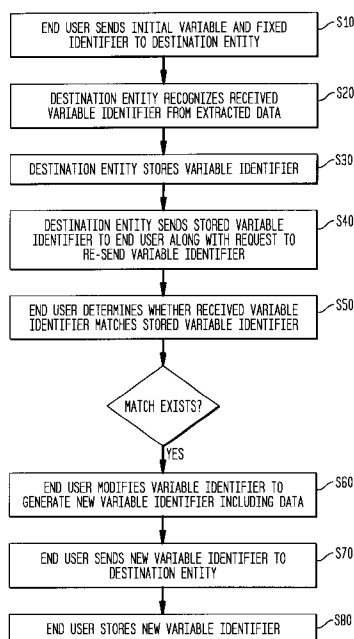 END USER SENDS INITIAL VARIABLE AND FIXED
IDENTIFIER TO DESTINATION ENTITY
S10
DESTINATION ENTITY RECOGNIZES RECEIVED
VARIABLE IDENTIFIER FROM EXTRACTED DATA
S20
DESTINATION ENTITY STORES VARIABLE IDENTIFIER
S30
DESTINATION ENTITY SENDS STORED VARIABLE
IDENTIFIER TO END USER ALONG WITH REQUEST TO
RE-SEND VARIABLE IDENTIFIER
S40
END USER DETERMINES WHETHER RECEIVED VARIABLE
IDENTIFIER MATCHES STORED VARIABLE IDENTIFIER
S50
MATCH EXISTS?
YES
END USER MODIFIES VARIABLE IDENTIFIER TO
GENERATE NEW VARIABLE IDENTIFIER INCLUDING DATA
S60
END USER SENDS NEW VARIABLE IDENTIFIER TO
DESTINATION ENTITY
S70
END USER STORES NEW VARIABLE IDENTIFIER
S80